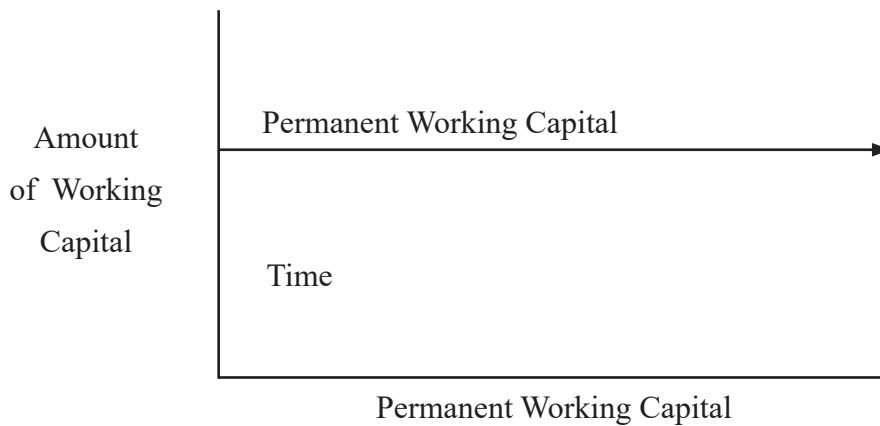 Permanent Working Capital
Amount
of Working
Capital
Time
Permanent Working Capital